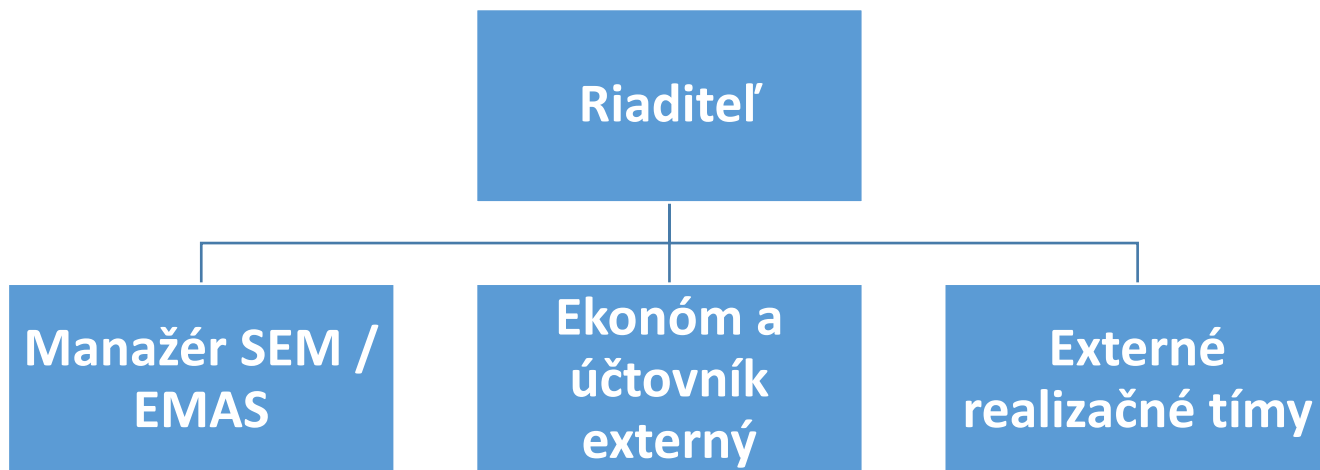 Riaditeľ
Manažér SEM /
EMAS
Ekonóm a
účtovník
externý
Externé
realizačné tímy